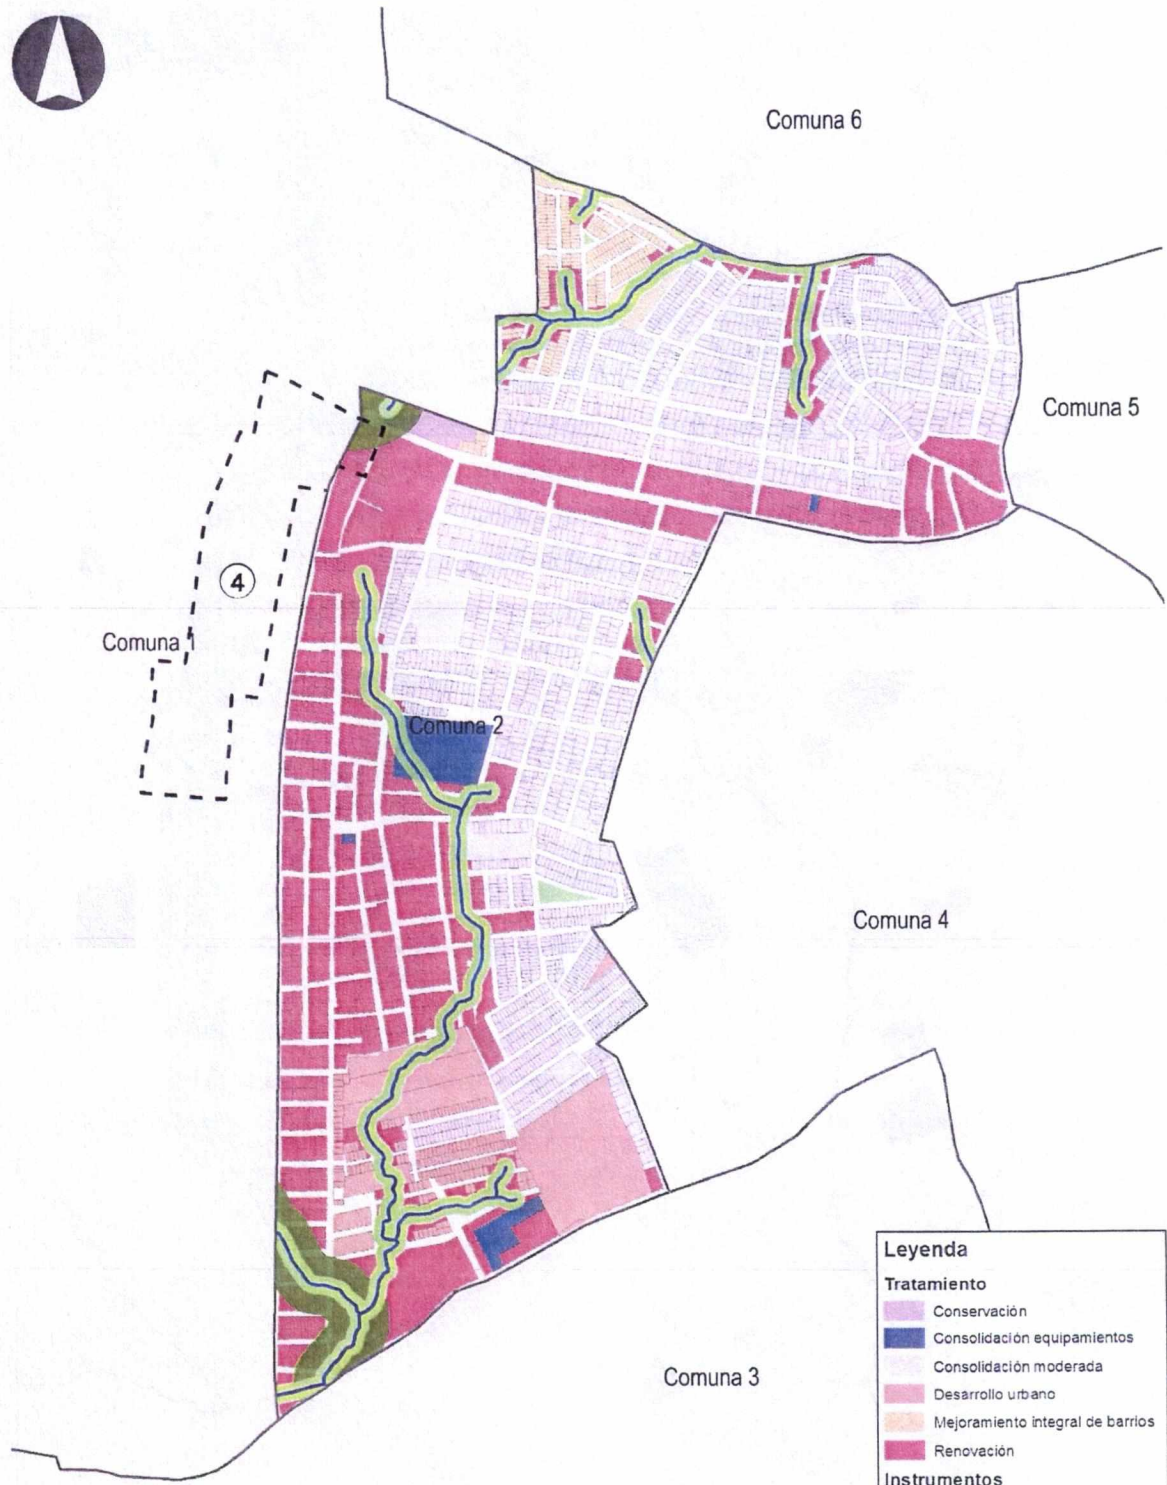 Comuna 6
Comuna 5
4
Comuna 1
Comuna 2
Comuna 4
Comuna 3
Leyenda
Tratamiento
Conservación
Consolidación equipamientos
Consolidación moderada
Desarrollo urbano
Mejoramiento integral de barrios
Renovación
Instrumentos